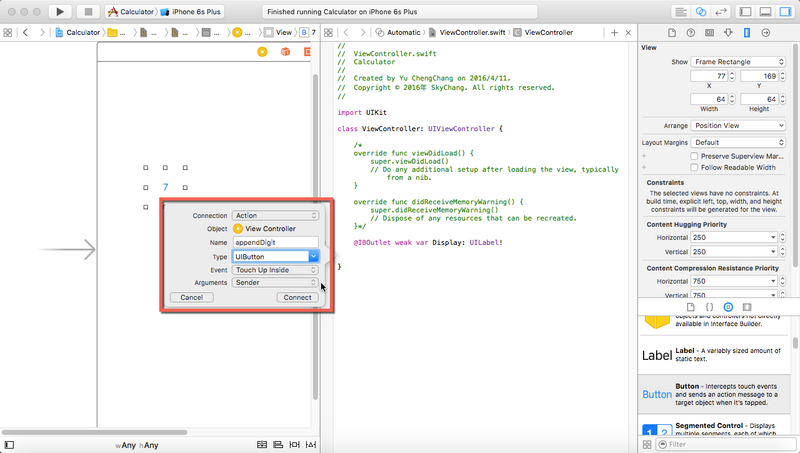 Calculator
iPhone 6s Plus
Finished running Calculator on iPhone 6s Plus
Calculator
View
B
7
Automatic
ViewController.swift
C
ViewController
7
Connection
Action
Object
View Controller
Name
appendDigit
Type
UIButton
Event
Touch Up Inside
Arguments
Sender
Cancel
Connect
wAny hAny
//
// ViewController.swift
// Calculator
//
// Created by Yu ChengChang on 2016/4/11.
// Copyright © 2016年 SkyChang. All rights reserved.
//
import UIKit
class ViewController: UIViewController {
/*
override func viewDidLoad() {
super.viewDidLoad()
// Do any additional setup after loading the view, typically
from a nib.
}
override func didReceiveMemoryWarning() {
super.didReceiveMemoryWarning()
// Dispose of any resources that can be recreated.
}*/
@IBOutlet weak var Display: UILabel!
}
View
Show
Frame Rectangle
77
169
X
Y
64
64
Width
Height
Arrange
Position View
Layout Margins
Default
Preserve Superview Mar...
Follow Readable Width
Constraints
The selected views have no constraints. At
build time, explicit left, top, width, and
height constraints will be generated for the view.
Content Hugging Priority
Horizontal
250
Vertical
250
Content Compression Resistance Priority
Horizontal
750
Vertical
750
objects and controllers not directly
available in Interface Builder.
Label
Label - A variably sized amount of
static text.
Button
Button - Intercepts touch events
and sends an action message to a
target object when it's tapped.
1 2
Segmented Control - Displays
multiple segments, each of which
Filter